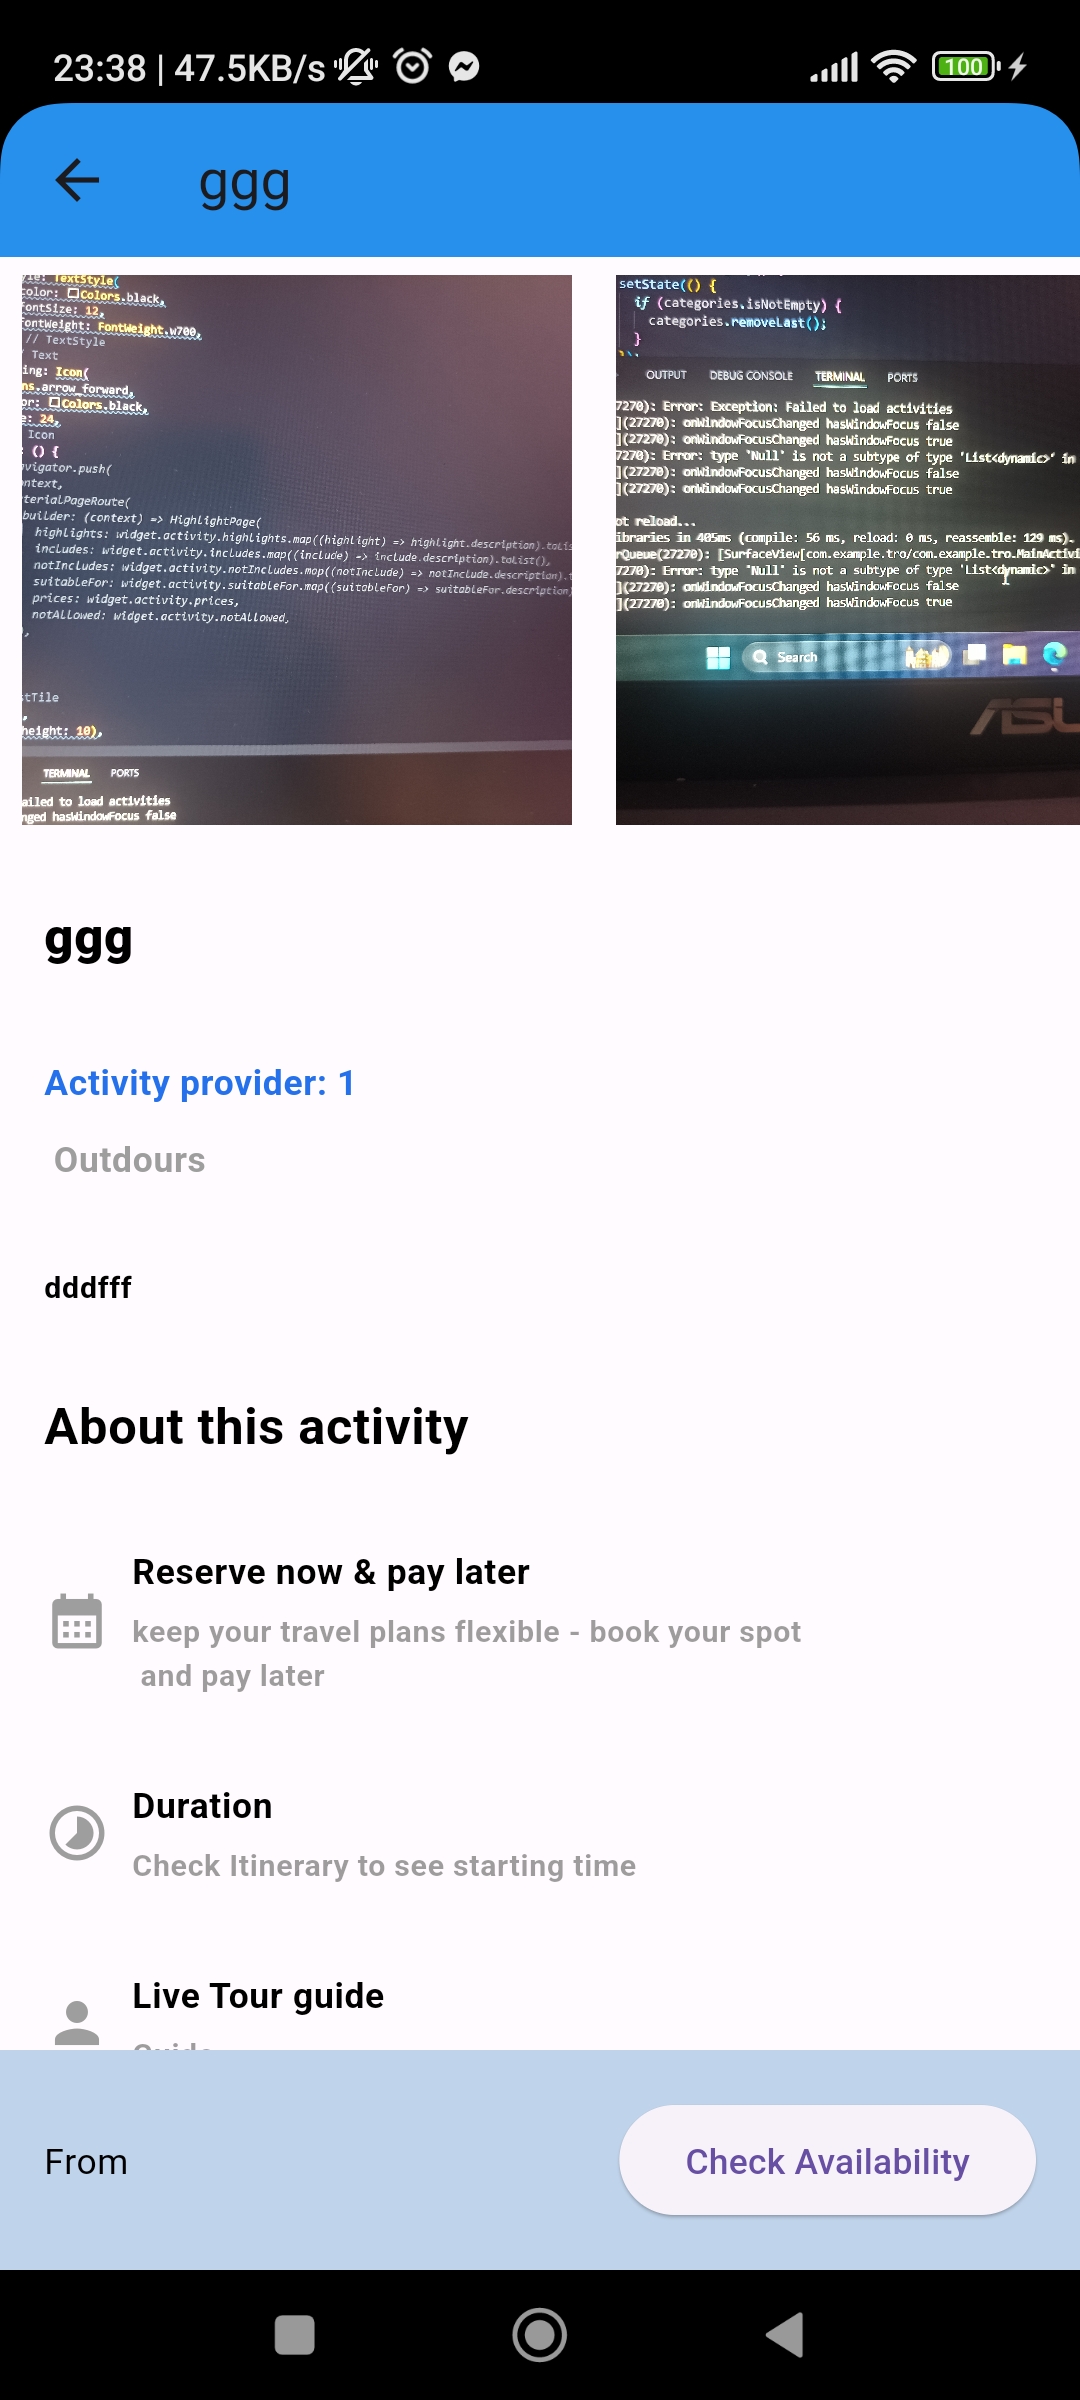 23:38 | 47.5KB/s
100
ggg
yle: TextStyle(
color: Colors.black,
fontSize: 12,
fontWeight: FontWeight.w700,
// TextStyle
/ Text
ing: Icon(
ns.arrow_forward,
or: Colors.black,
e: 24,
Icon
: () {
avigator.push(
ontext,
terialPageRoute(
builder: (context) => HighlightPage(
highlights: widget.activity.highlights.map((highlight) => highlight.description).toLis
includes: widget.activity.includes.map((include) => include.description).toList(),
notIncludes: widget.activity.notIncludes.map((notInclude) => notInclude.description).t
suitableFor: widget.activity.suitableFor.map((suitableFor) => suitableFor.description)
prices: widget.activity.prices,
notAllowed: widget.activity.notAllowed,
),
stTile
,
height: 10),
TERMINAL PORTS
ailed to load activities
nged hasWindowFocus false
setState(() {
if (categories.isNotEmpty) {
categories.removeLast();
}
});
OUTPUT DEBUG CONSOLE TERMINAL PORTS
7270): Error: Exception: Failed to load activities
](27270): onWindowFocusChanged hasWindowFocus false
](27270): onWindowFocusChanged hasWindowFocus true
7270): Error: type 'Null' is not a subtype of type 'List<dynamic>' in
](27270): onWindowFocusChanged hasWindowFocus false
](27270): onWindowFocusChanged hasWindowFocus true
ot reload...
ibraries in 405ms (compile: 56 ms, reload: 0 ms, reassemble: 129 ms).
rQueue(27270): [SurfaceView[com.example.tro/com.example.tro.MainActivi
7270): Error: type 'Null' is not a subtype of type 'List<dynamic>' in
](27270): onWindowFocusChanged hasWindowFocus false
](27270): onWindowFocusChanged hasWindowFocus true
Search
ASU
ggg
Activity provider: 1
Outdours
dddfff
About this activity
Reserve now & pay later
keep your travel plans flexible - book your spot
and pay later
Duration
Check Itinerary to see starting time
Live Tour guide
Guide
From
Check Availability